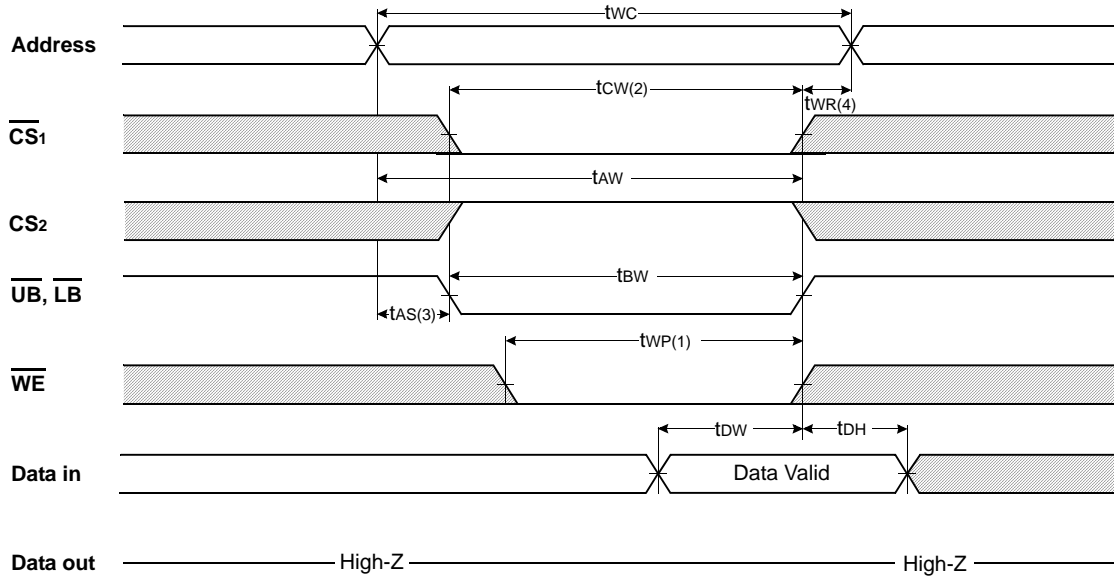 tWC
Address
tCW(2)
tWR(4)
CS1
tAW
CS2
tBW
UB, LB
tAS(3)
tWP(1)
WE
tDW
tDH
Data in
Data Valid
Data out
High-Z
High-Z